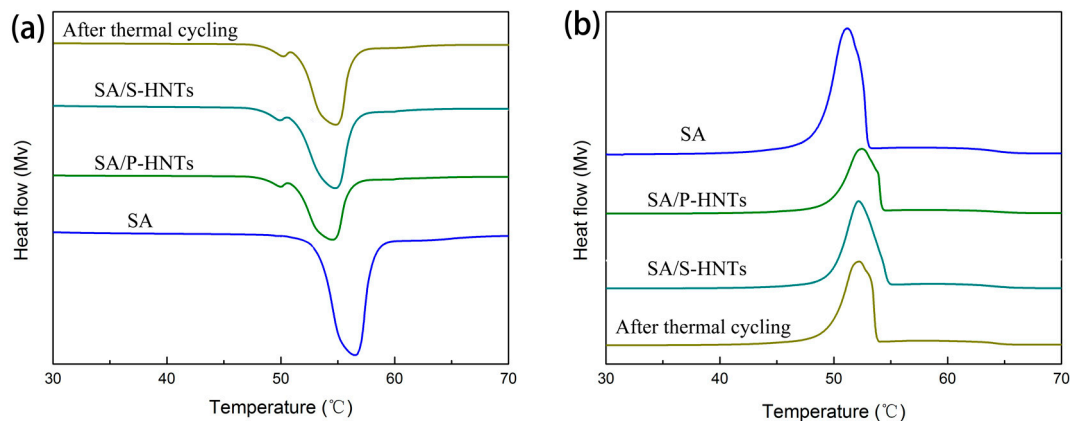 (a)
After thermal cycling
SA/S-HNTs
SA/P-HNTs
SA
Heat flow (Mv)
30 40 50 60 70
Temperature (℃)
(b)
SA
SA/P-HNTs
SA/S-HNTs
After thermal cycling
Heat flow (Mv)
30 40 50 60 70
Temperature (℃)